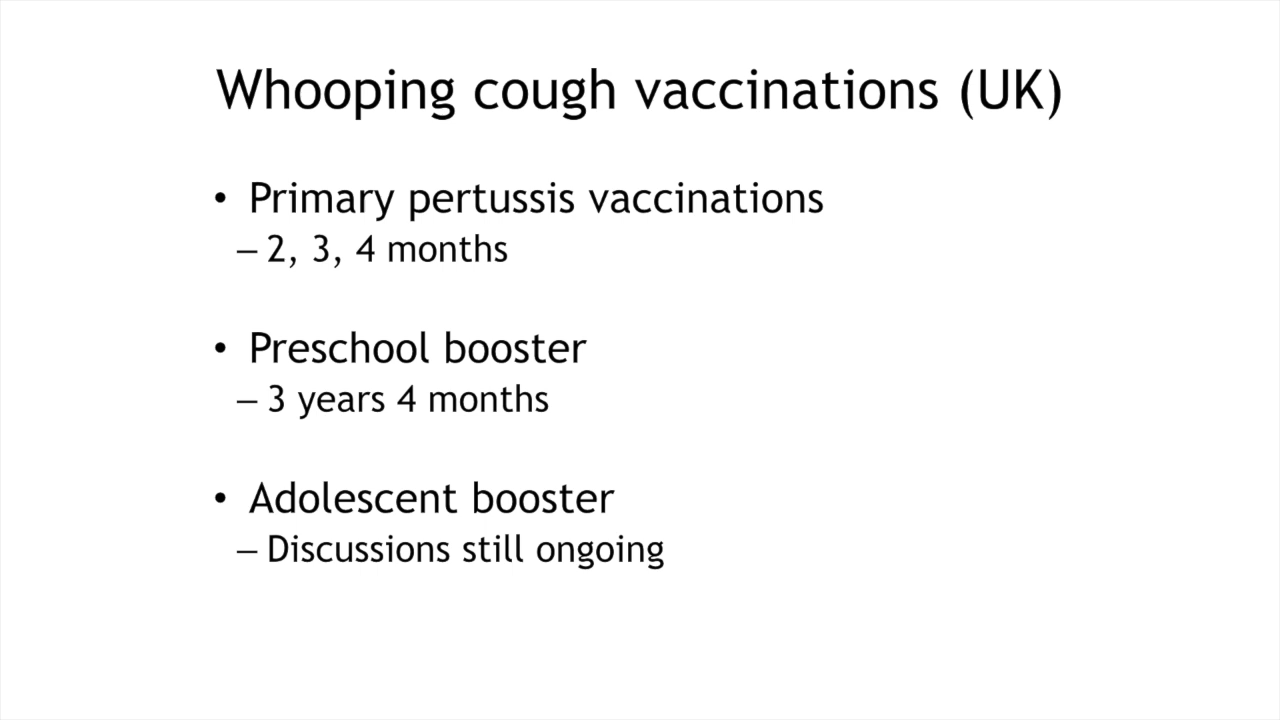 Whooping cough vaccinations (UK)
• Primary pertussis vaccinations
– 2, 3, 4 months
• Preschool booster
– 3 years 4 months
• Adolescent booster
– Discussions still ongoing